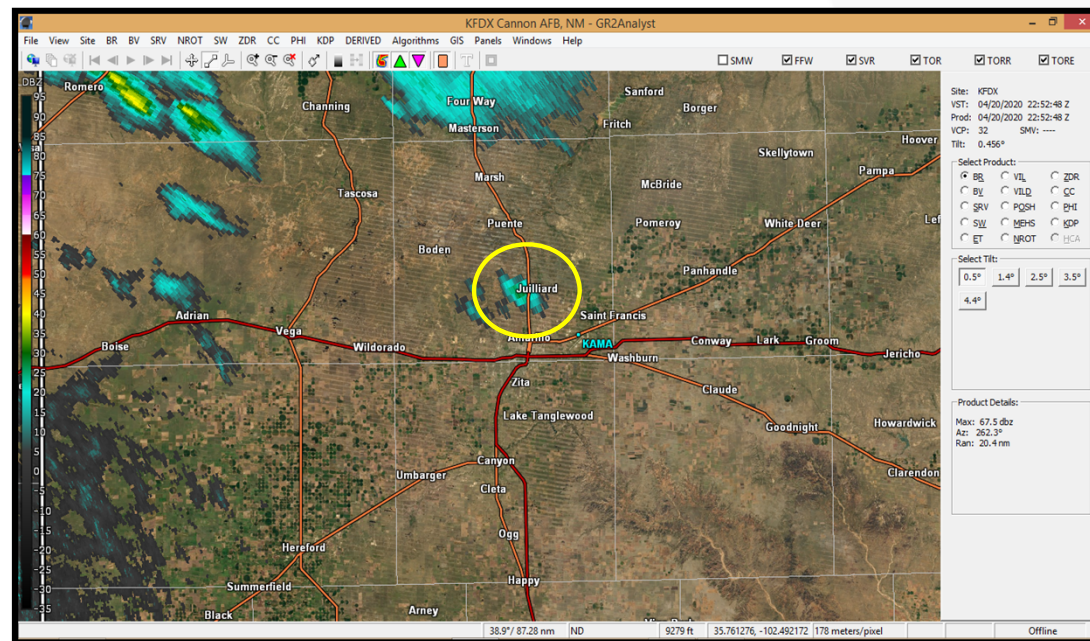 KFDX Cannon AFB, NM - GR2Analyst
File View Site BR BV SRV NROT SW ZDR CC PHI KDP DERIVED Algorithms GIS Panels Windows Help
SMW FFW SVR TOR TORR TORE
DBZ
95
90
85
80
75
70
65
60
55
50
45
40
35
30
25
20
15
10
5
0
-5
-10
-15
-20
-25
-30
-35
Romero
Channing
Four Way
Sanford
Borger
Masterson
Fritch
Skellytown
Hoover
Marsh
Pampa
Tascosa
McBride
Puente
Pomeroy
White Deer
Lef
Boden
Panhandle
Juilliard
Adrian
Saint Francis
Vega
Amarillo
KAMA
Boise
Wildorado
Conway
Lark
Groom
Washburn
Jericho
Zita
Claude
Lake Tanglewood
Goodnight
Howardwick
Canyon
Umbarger
Clarendon
Cleta
Ogg
Hereford
Happy
Summerfield
Black
Arney
Site: KFDX
VST: 04/20/2020 22:52:48 Z
Prod: 04/20/2020 22:52:48 Z
VCP: 32 SMV: ----
Tilt: 0.456°
Select Product:
BR VIL ZDR
BV VILD CC
SRV POSH PHI
SW MEHS KDP
ET NROT HCA
Select Tilt:
0.5° 1.4° 2.5° 3.5°
4.4°
Product Details:
Max: 67.5 dbz
Az: 262.3°
Ran: 20.4 nm
38.9°/ 87.28 nm ND 9279 ft 35.761276, -102.492172 178 meters/pixel Offline